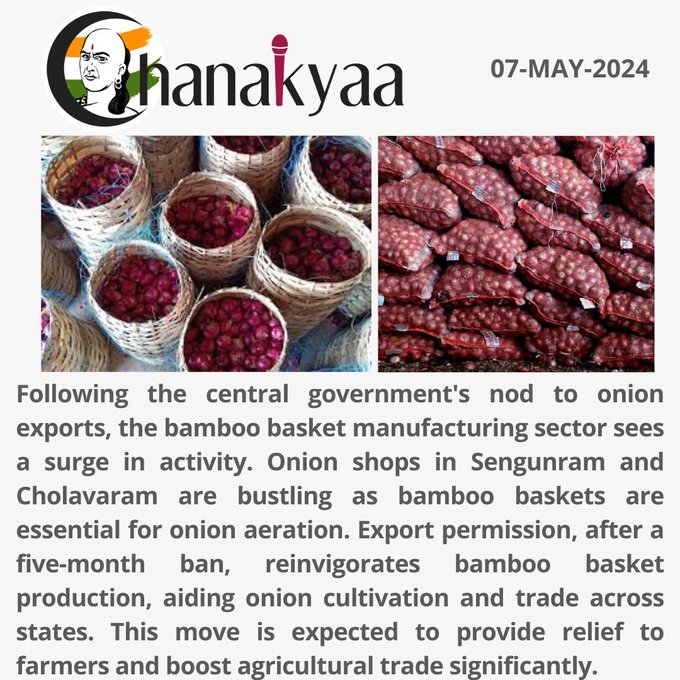 Chanakyaa
07-MAY-2024
Following the central government's nod to onion
exports, the bamboo basket manufacturing sector sees
a surge in activity. Onion shops in Sengunram and
Cholavaram are bustling as bamboo baskets are
essential for onion aeration. Export permission, after a
five-month ban, reinvigorates bamboo basket
production, aiding onion cultivation and trade across
states. This move is expected to provide relief to
farmers and boost agricultural trade significantly.